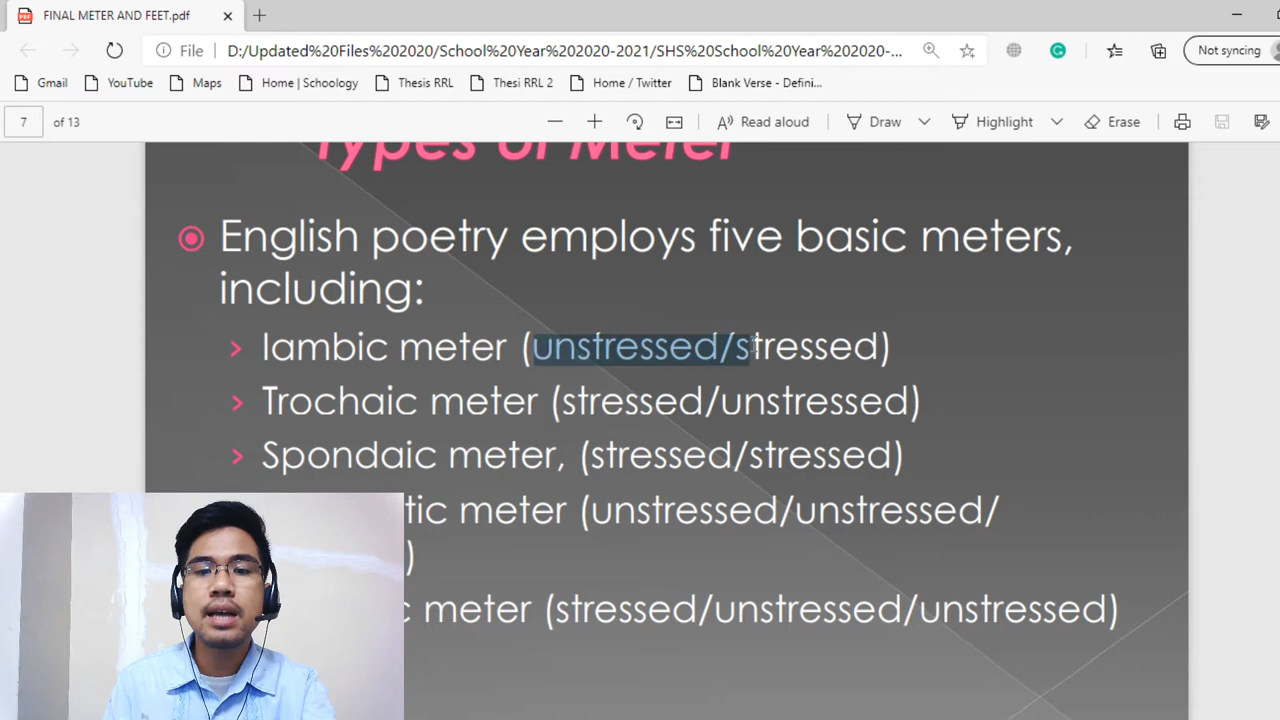 FINAL METER AND FEET.pdf
File D:/Updated%20Files%202020/School%20Year%202020-2021/SHS%20School%20Year%202020-...
Not syncing
Gmail YouTube Maps Home | Schoology Thesis RRL Thesi RRL 2 Home / Twitter Blank Verse - Defini...
7 of 13 Read aloud Draw Highlight Erase
Types of Meter
English poetry employs five basic meters,
including:
Iambic meter (unstressed/stressed)
Trochaic meter (stressed/unstressed)
Spondaic meter, (stressed/stressed)
tic meter (unstressed/unstressed/
)
c meter (stressed/unstressed/unstressed)